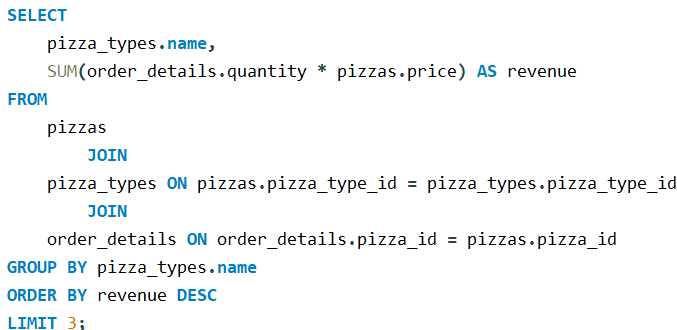 SELECT
    pizza_types.name,
    SUM(order_details.quantity * pizzas.price) AS revenue
FROM
    pizzas
        JOIN
    pizza_types ON pizzas.pizza_type_id = pizza_types.pizza_type_id
        JOIN
    order_details ON order_details.pizza_id = pizzas.pizza_id
GROUP BY pizza_types.name
ORDER BY revenue DESC
LIMIT 3;